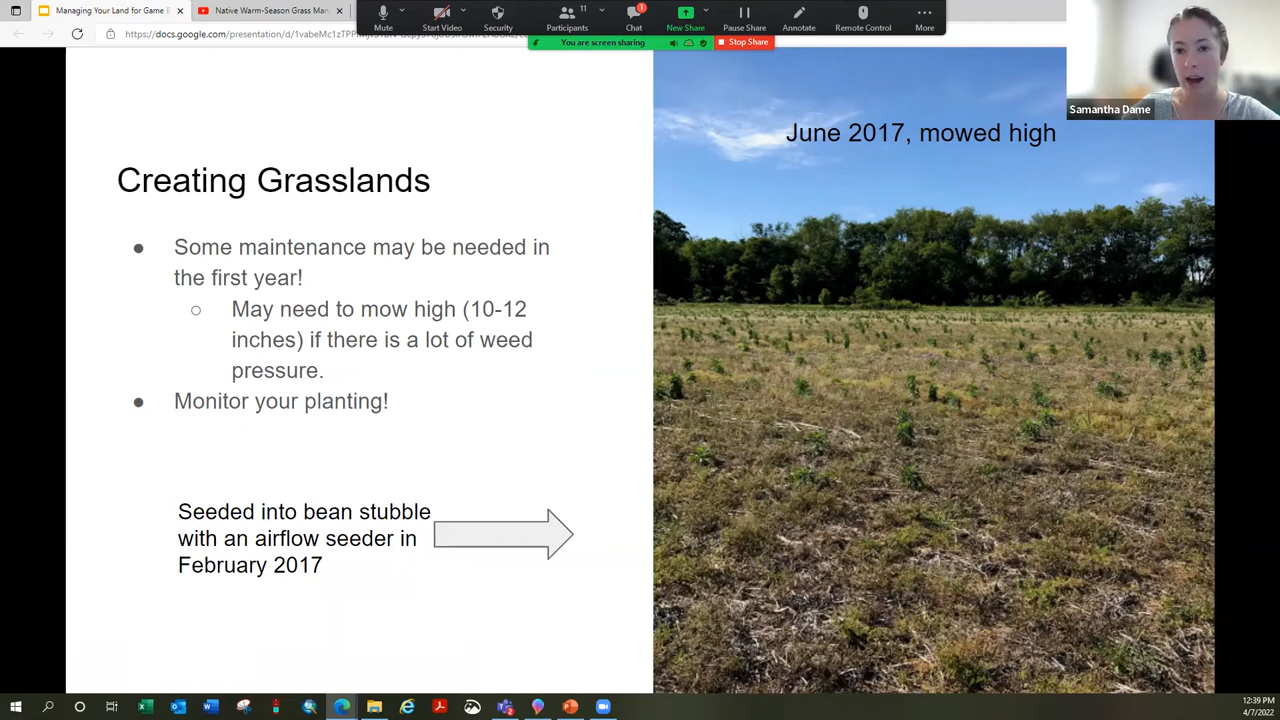 Managing Your Land for Game B
Native Warm-Season Grass Man
https://docs.google.com/presentation/d/1vabeMc1zTPP
Mute
Start Video
Security
11
Participants
1
Chat
New Share
Pause Share
Annotate
Remote Control
More
You are screen sharing
Stop Share
Samantha Dame
June 2017, mowed high
Creating Grasslands
● Some maintenance may be needed in
the first year!
○ May need to mow high (10-12
inches) if there is a lot of weed
pressure.
● Monitor your planting!
Seeded into bean stubble
with an airflow seeder in
February 2017
12:39 PM
4/7/2022